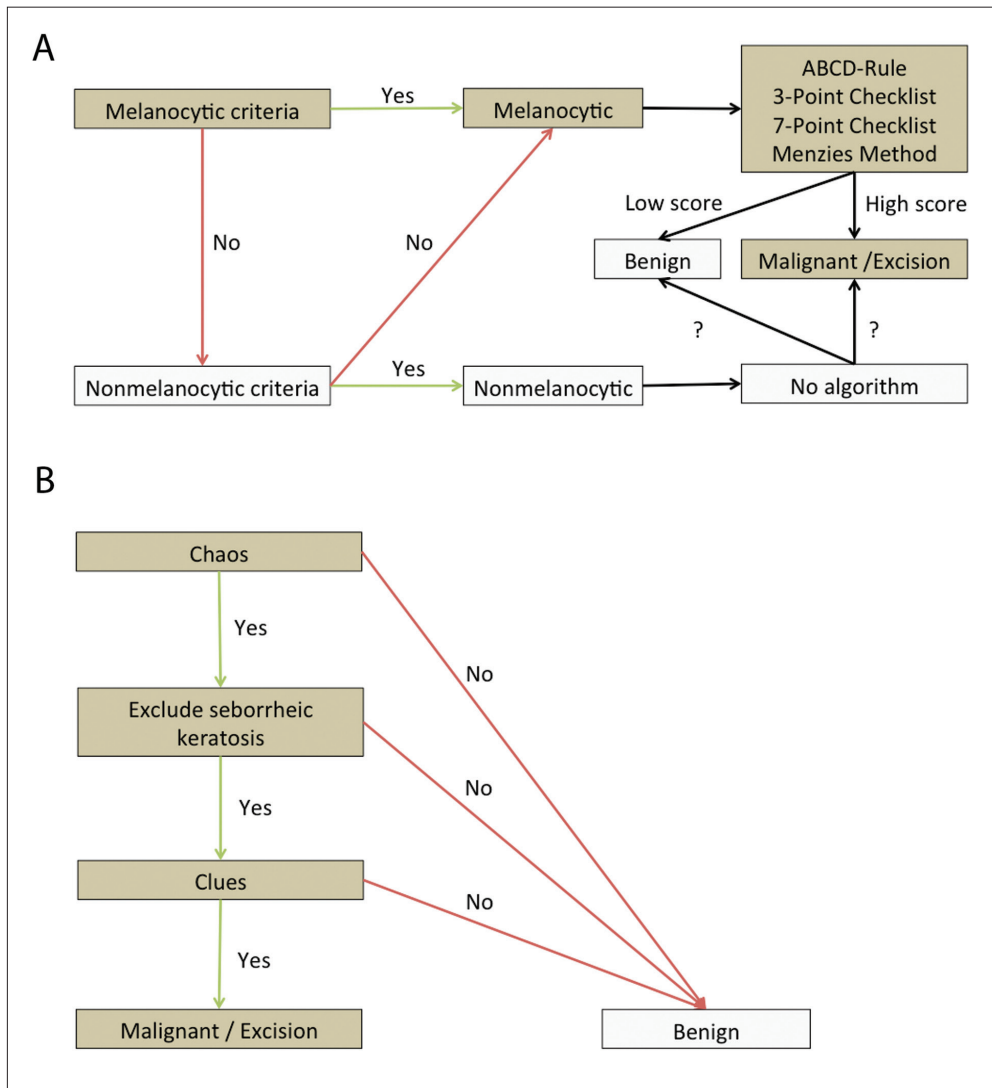 A
Melanocytic criteria
Yes
Melanocytic
ABCD-Rule
3-Point Checklist
7-Point Checklist
Menzies Method
No
No
Low score
High score
Benign
Malignant /Excision
?
?
Nonmelanocytic criteria
Yes
Nonmelanocytic
No algorithm
B
Chaos
Yes
No
Exclude seborrheic
keratosis
No
Yes
Clues
No
Yes
Malignant / Excision
Benign